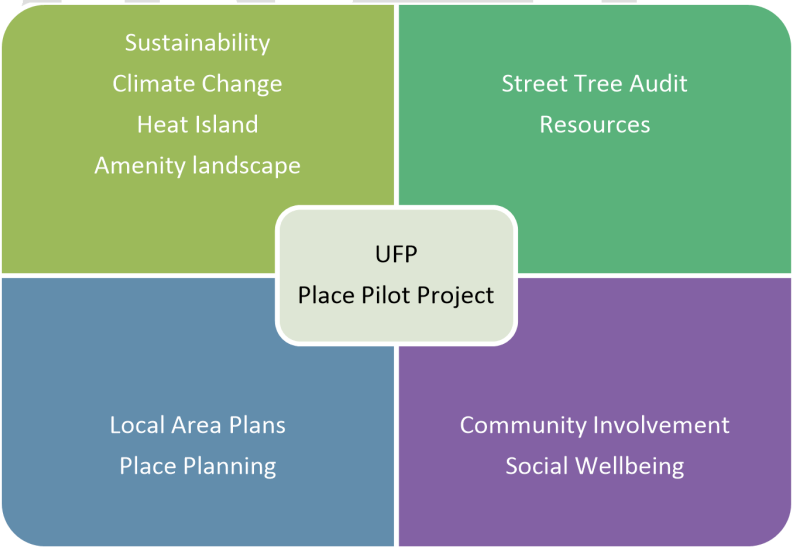 Sustainability
Climate Change
Heat Island
Amenity landscape
Street Tree Audit
Resources
UFP
Place Pilot Project
Local Area Plans
Place Planning
Community Involvement
Social Wellbeing